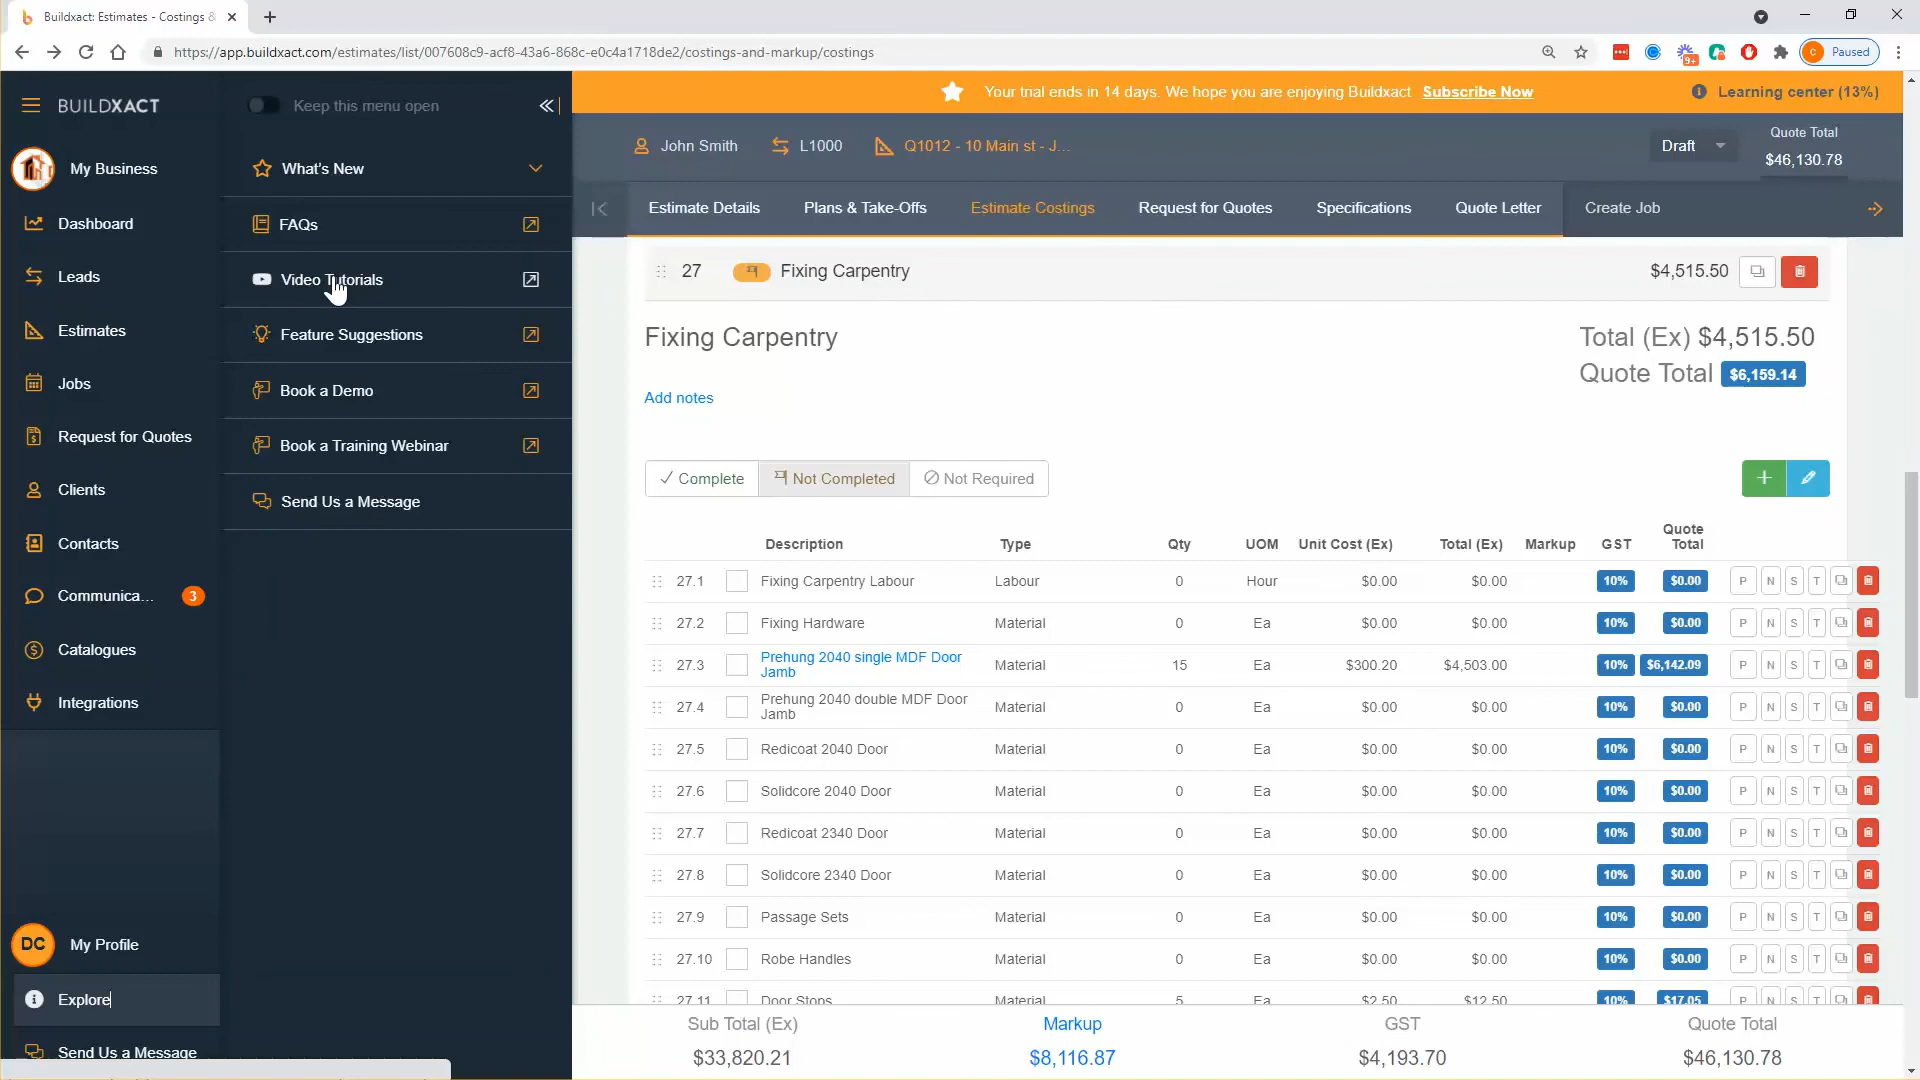 Buildxact: Estimates - Costings &
https://app.buildxact.com/estimates/list/007608c9-acf8-43a6-868c-e0c4a1718de2/costings-and-markup/costings
9+
C Paused
BUILDXACT
My Business
Dashboard
Leads
Estimates
Jobs
Request for Quotes
Clients
Contacts
Communica... 3
Catalogues
Integrations
DC My Profile
Explore
Send Us a Message
Keep this menu open
What's New
FAQs
Video Tutorials
Feature Suggestions
Book a Demo
Book a Training Webinar
Send Us a Message
Your trial ends in 14 days. We hope you are enjoying Buildxact Subscribe Now
Learning center (13%)
John Smith L1000 Q1012 - 10 Main st - J...
Draft
Quote Total
$46,130.78
Estimate Details Plans & Take-Offs Estimate Costings Request for Quotes Specifications Quote Letter Create Job
27 Fixing Carpentry $4,515.50
Fixing Carpentry
Total (Ex) $4,515.50
Quote Total $6,159.14
Add notes
Complete Not Completed Not Required
Description Type Qty UOM Unit Cost (Ex) Total (Ex) Markup GST Quote Total
27.1 Fixing Carpentry Labour Labour 0 Hour $0.00 $0.00 10% $0.00 P N S T
27.2 Fixing Hardware Material 0 Ea $0.00 $0.00 10% $0.00 P N S T
27.3 Prehung 2040 single MDF Door Jamb Material 15 Ea $300.20 $4,503.00 10% $6,142.09 P N S T
27.4 Prehung 2040 double MDF Door Jamb Material 0 Ea $0.00 $0.00 10% $0.00 P N S T
27.5 Redicoat 2040 Door Material 0 Ea $0.00 $0.00 10% $0.00 P N S T
27.6 Solidcore 2040 Door Material 0 Ea $0.00 $0.00 10% $0.00 P N S T
27.7 Redicoat 2340 Door Material 0 Ea $0.00 $0.00 10% $0.00 P N S T
27.8 Solidcore 2340 Door Material 0 Ea $0.00 $0.00 10% $0.00 P N S T
27.9 Passage Sets Material 0 Ea $0.00 $0.00 10% $0.00 P N S T
27.10 Robe Handles Material 0 Ea $0.00 $0.00 10% $0.00 P N S T
27.11 Door Stops Material 5 Ea $2.50 $12.50 10% $17.05 P N S T
Sub Total (Ex) Markup GST Quote Total
$33,820.21 $8,116.87 $4,193.70 $46,130.78